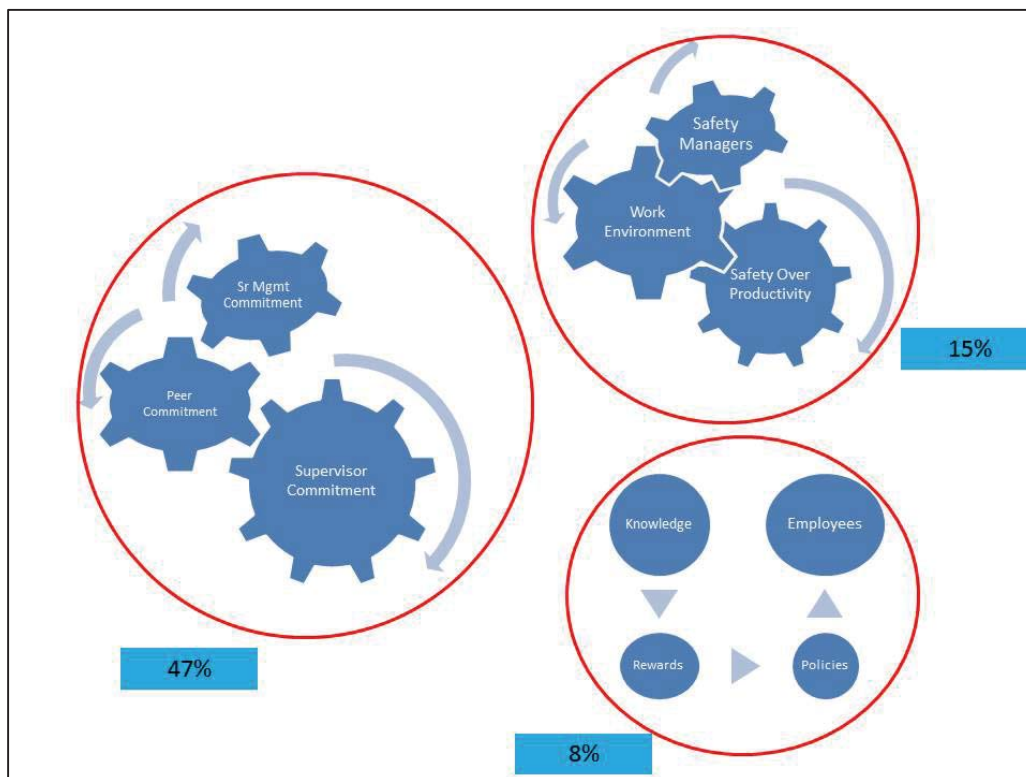 Sr Mgmt
Commitment
Peer
Commitment
Supervisor
Commitment
47%
Safety
Managers
Work
Environment
Safety Over
Productivity
15%
Knowledge
Employees
Rewards
Policies
8%